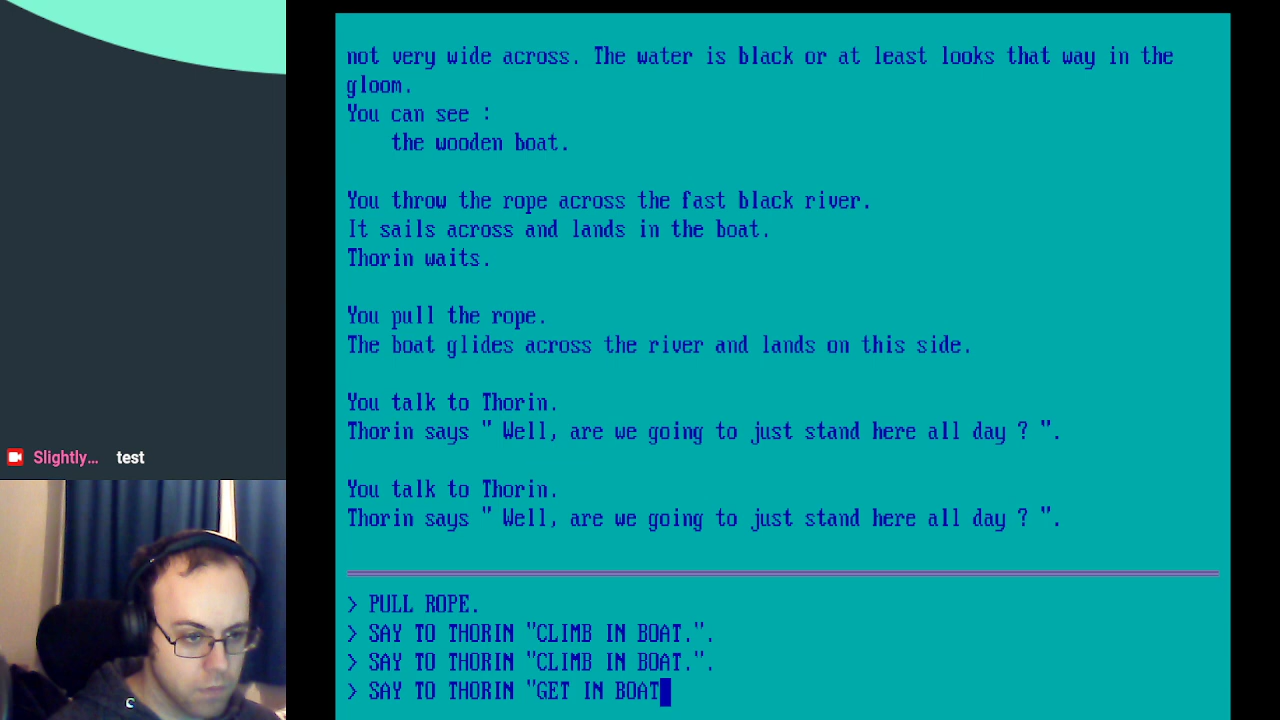 not very wide across. The water is black or at least looks that way in the
gloom.
You can see :
the wooden boat.
You throw the rope across the fast black river.
It sails across and lands in the boat.
Thorin waits.
You pull the rope.
The boat glides across the river and lands on this side.
You talk to Thorin.
Thorin says " Well, are we going to just stand here all day ? ".
You talk to Thorin.
Thorin says " Well, are we going to just stand here all day ? ".
> PULL ROPE.
> SAY TO THORIN "CLIMB IN BOAT.".
> SAY TO THORIN "CLIMB IN BOAT.".
> SAY TO THORIN "GET IN BOAT
Slightly... test